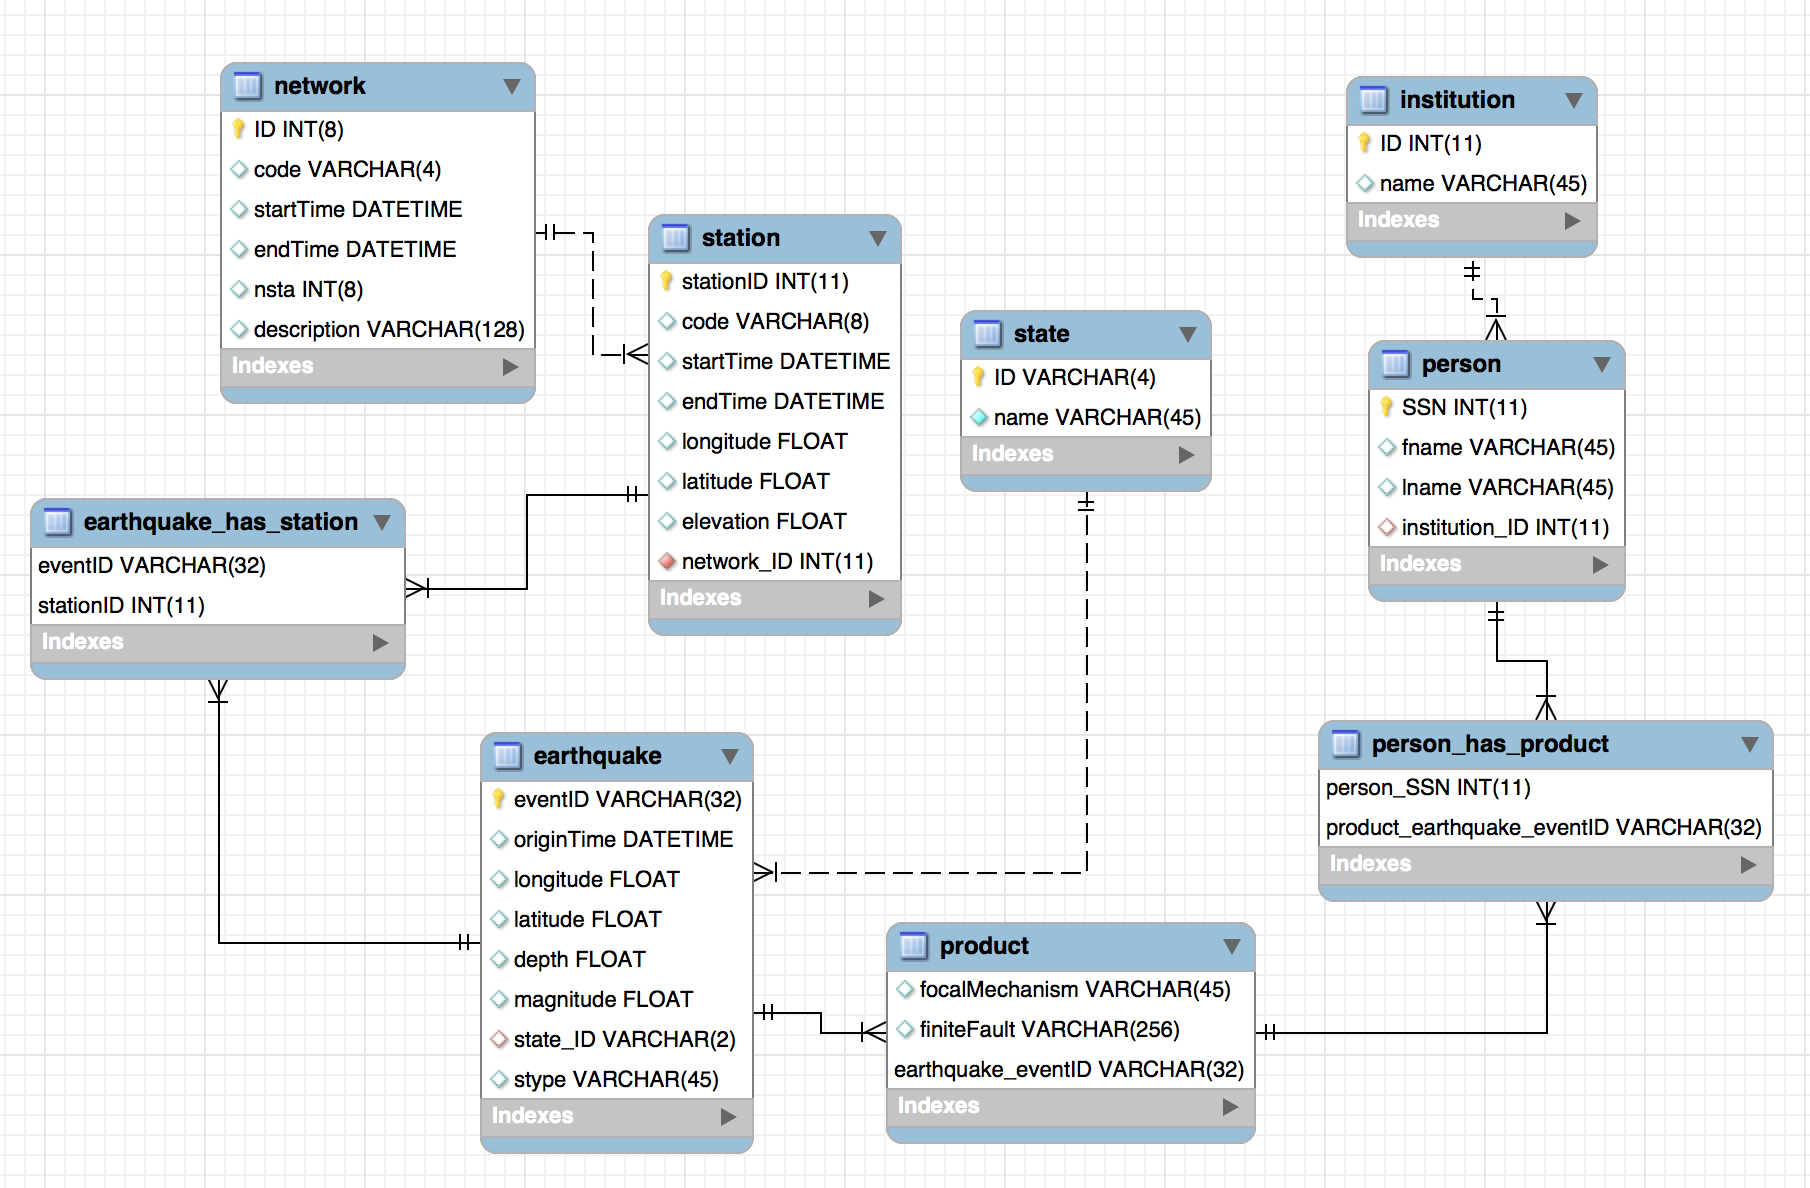 network
ID INT(8)
code VARCHAR(4)
startTime DATETIME
endTime DATETIME
nsta INT(8)
description VARCHAR(128)
Indexes
station
stationID INT(11)
code VARCHAR(8)
startTime DATETIME
endTime DATETIME
longitude FLOAT
latitude FLOAT
elevation FLOAT
network_ID INT(11)
Indexes
state
ID VARCHAR(4)
name VARCHAR(45)
Indexes
institution
ID INT(11)
name VARCHAR(45)
Indexes
person
SSN INT(11)
fname VARCHAR(45)
lname VARCHAR(45)
institution_ID INT(11)
Indexes
earthquake_has_station
eventID VARCHAR(32)
stationID INT(11)
Indexes
earthquake
eventID VARCHAR(32)
originTime DATETIME
longitude FLOAT
latitude FLOAT
depth FLOAT
magnitude FLOAT
state_ID VARCHAR(2)
stype VARCHAR(45)
Indexes
product
focalMechanism VARCHAR(45)
finiteFault VARCHAR(256)
earthquake_eventID VARCHAR(32)
Indexes
person_has_product
person_SSN INT(11)
product_earthquake_eventID VARCHAR(32)
Indexes